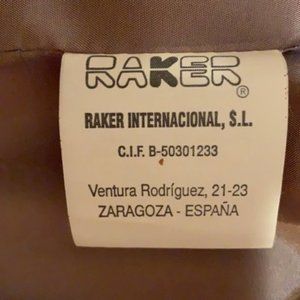 RAKER®
RAKER INTERNACIONAL, S.L.
C.I.F. B-50301233
Ventura Rodríguez, 21-23
ZARAGOZA - ESPAÑA